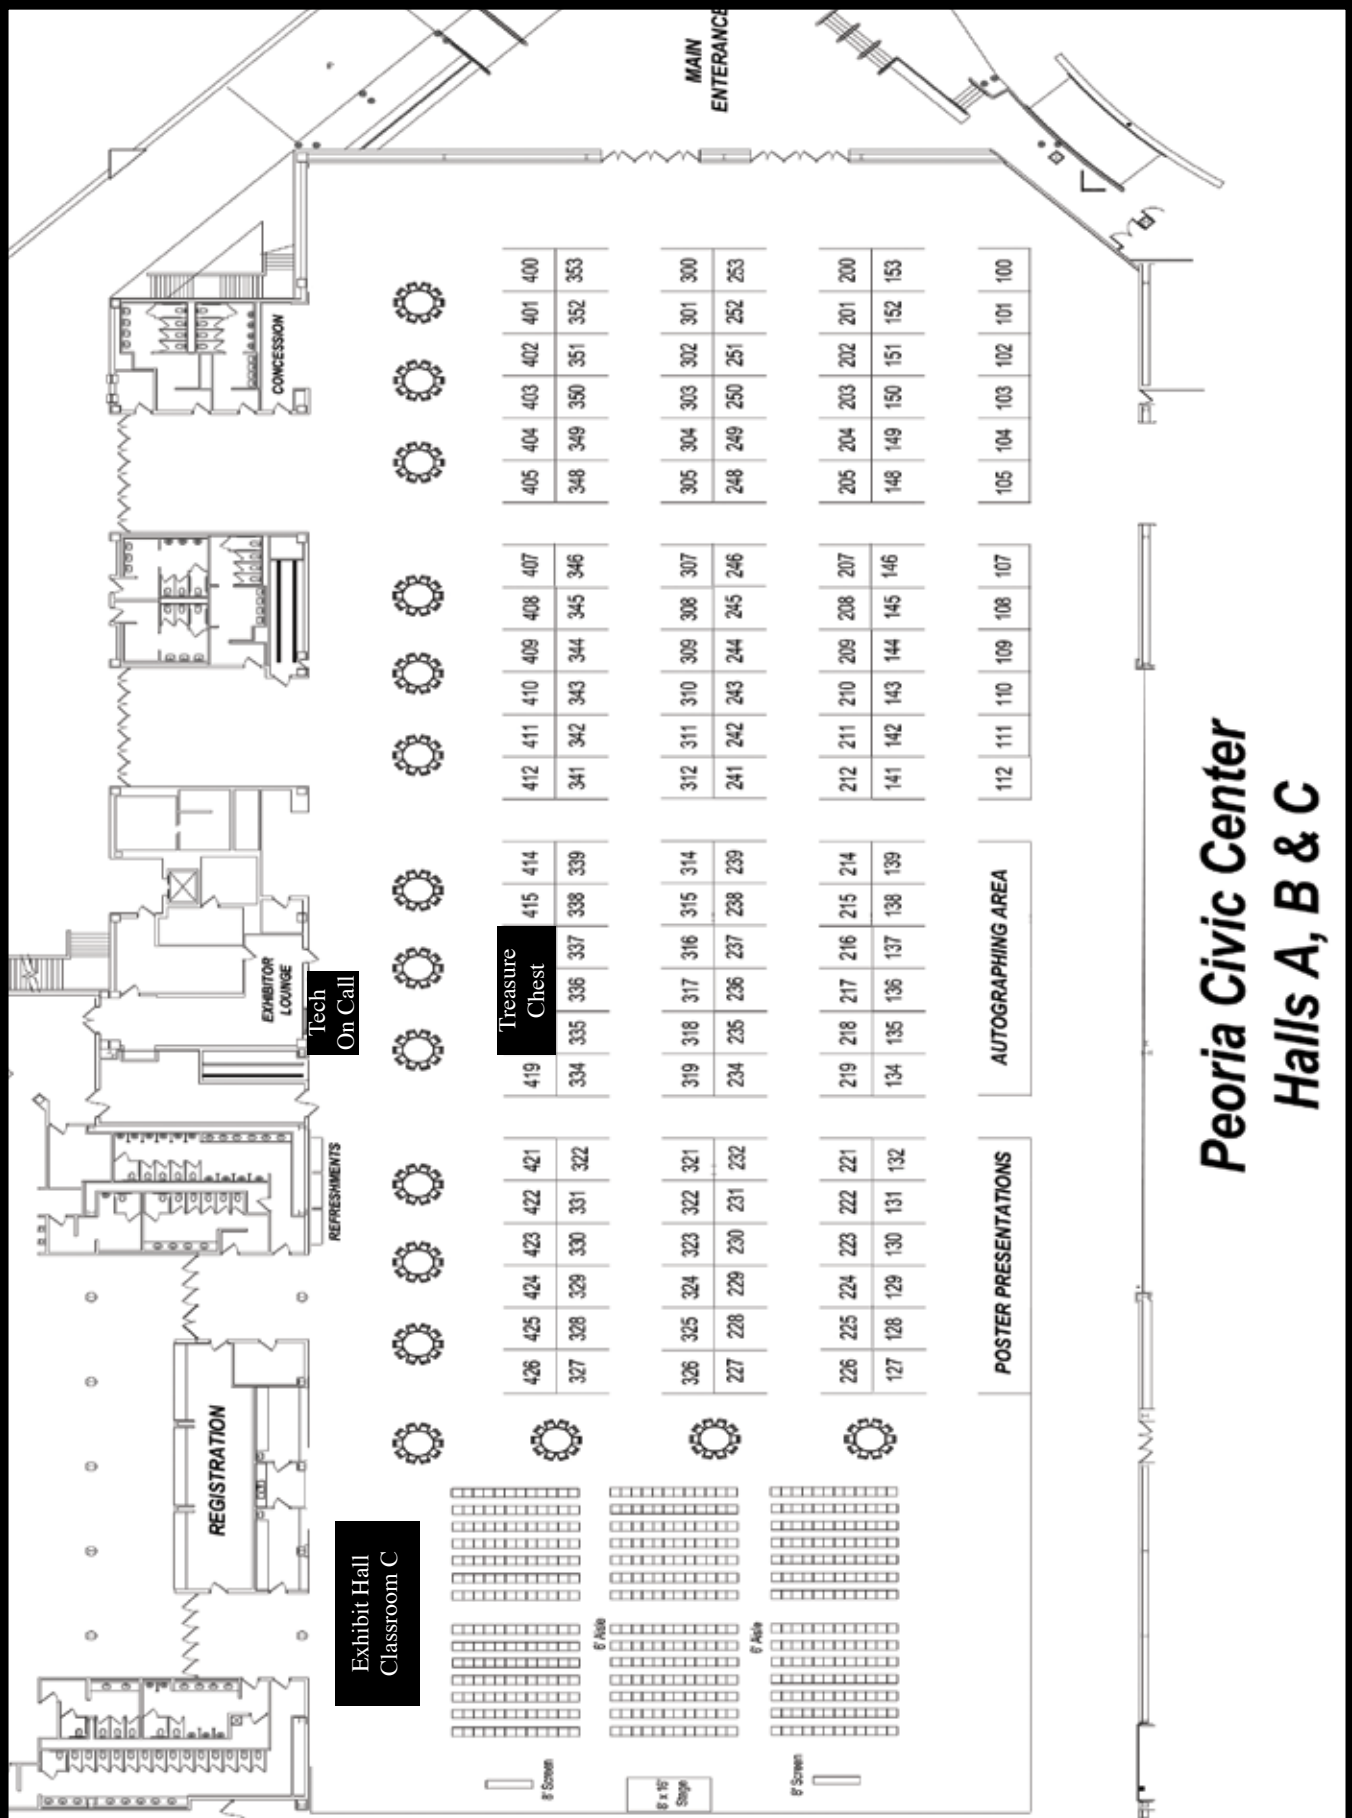 REGISTRATION
EXHIBITOR
LOUNGE
CONCESSION
Tech
On Call
REFRESHMENTS
Exhibit Hall
Classroom C
Treasure
Chest
426 425 424 423 422 421 419 415 414 412 411 410 409 408 407 405 404 403 402 401 400
327 328 329 330 331 322 334 335 336 337 338 339 341 342 343 344 345 346 348 349 350 351 352 353
8' Screen
6' Aisle
326 325 324 323 322 321 319 318 317 316 315 314 312 311 310 309 308 307 305 304 303 302 301 300
227 228 229 230 231 232 234 235 236 237 238 239 241 242 243 244 245 246 248 249 250 251 252 253
8' x 16'
Stage
MAIN
ENTERANCE
6' Aisle
8' Screen
226 225 224 223 222 221 219 218 217 216 215 214 212 211 210 209 208 207 205 204 203 202 201 200
127 128 129 130 131 132 134 135 136 137 138 139 141 142 143 144 145 146 148 149 150 151 152 153
POSTER PRESENTATIONS
AUTOGRAPHING AREA
112 111 110 109 108 107 105 104 103 102 101 100
Peoria Civic Center
Halls A, B & C